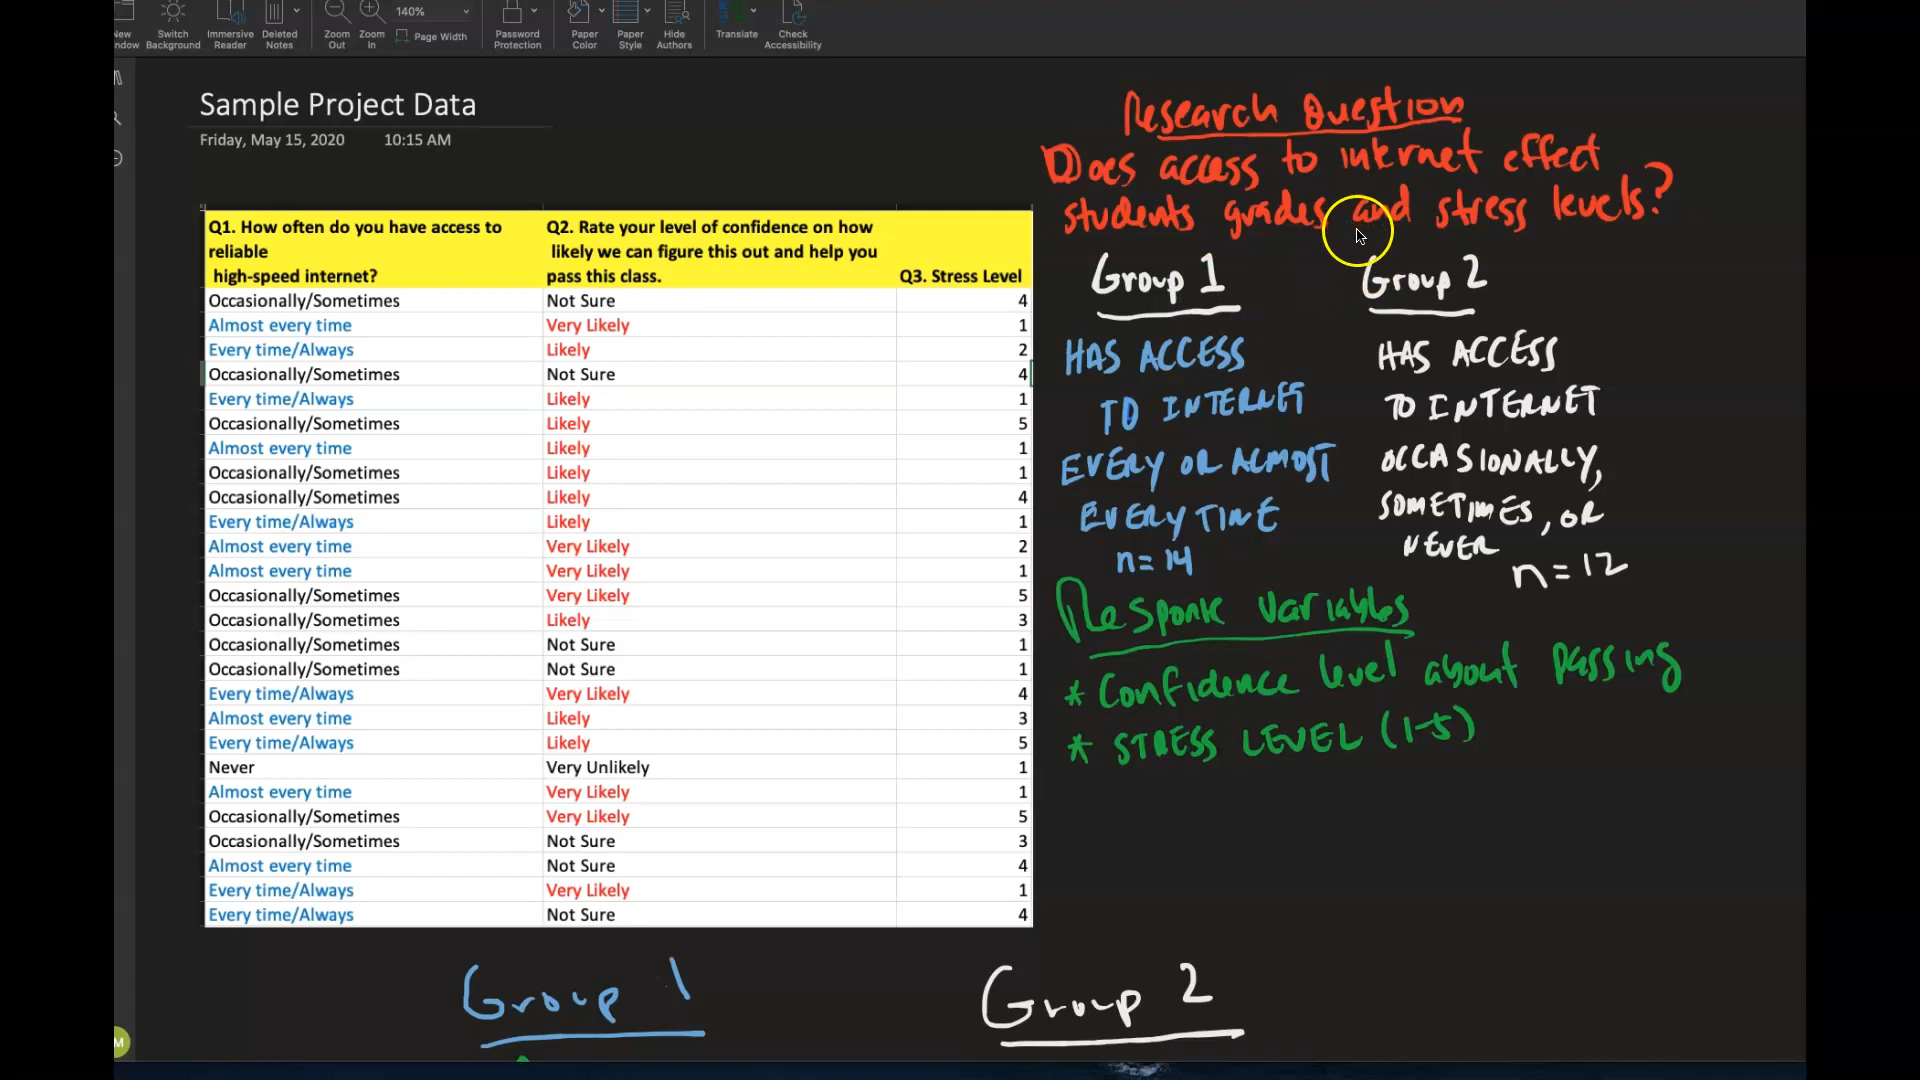 New
Window
Switch
Background
Immersive
Reader
Deleted
Notes
Zoom
Out
Zoom
In
140%
Page Width
Password
Protection
Paper
Color
Paper
Style
Hide
Authors
Translate
Check
Accessibility
Sample Project Data
Friday, May 15, 2020 10:15 AM
Q1. How often do you have access to
reliable
high-speed internet?
Q2. Rate your level of confidence on how
likely we can figure this out and help you
pass this class.
Q3. Stress Level
Occasionally/Sometimes Not Sure 4
Almost every time Very Likely 1
Every time/Always Likely 2
Occasionally/Sometimes Not Sure 4
Every time/Always Likely 1
Occasionally/Sometimes Likely 5
Almost every time Likely 1
Occasionally/Sometimes Likely 1
Occasionally/Sometimes Likely 4
Every time/Always Likely 1
Almost every time Very Likely 2
Almost every time Very Likely 1
Occasionally/Sometimes Very Likely 5
Occasionally/Sometimes Likely 3
Occasionally/Sometimes Not Sure 1
Occasionally/Sometimes Not Sure 1
Every time/Always Very Likely 4
Almost every time Likely 3
Every time/Always Likely 5
Never Very Unlikely 1
Almost every time Very Likely 1
Occasionally/Sometimes Very Likely 5
Occasionally/Sometimes Not Sure 3
Almost every time Not Sure 4
Every time/Always Very Likely 1
Every time/Always Not Sure 4
Research Question
Does access to internet effect
students grades and stress levels?
Group 1
HAS ACCESS
TO INTERNET
EVERY OR ALMOST
EVERY TIME
n=14
Group 2
HAS ACCESS
TO INTERNET
OCCASIONALLY,
SOMETIMES, OR
NEVER
n=12
Response Variables
* Confidence level about passing
* STRESS LEVEL (1-5)
Group 1
Group 2
M